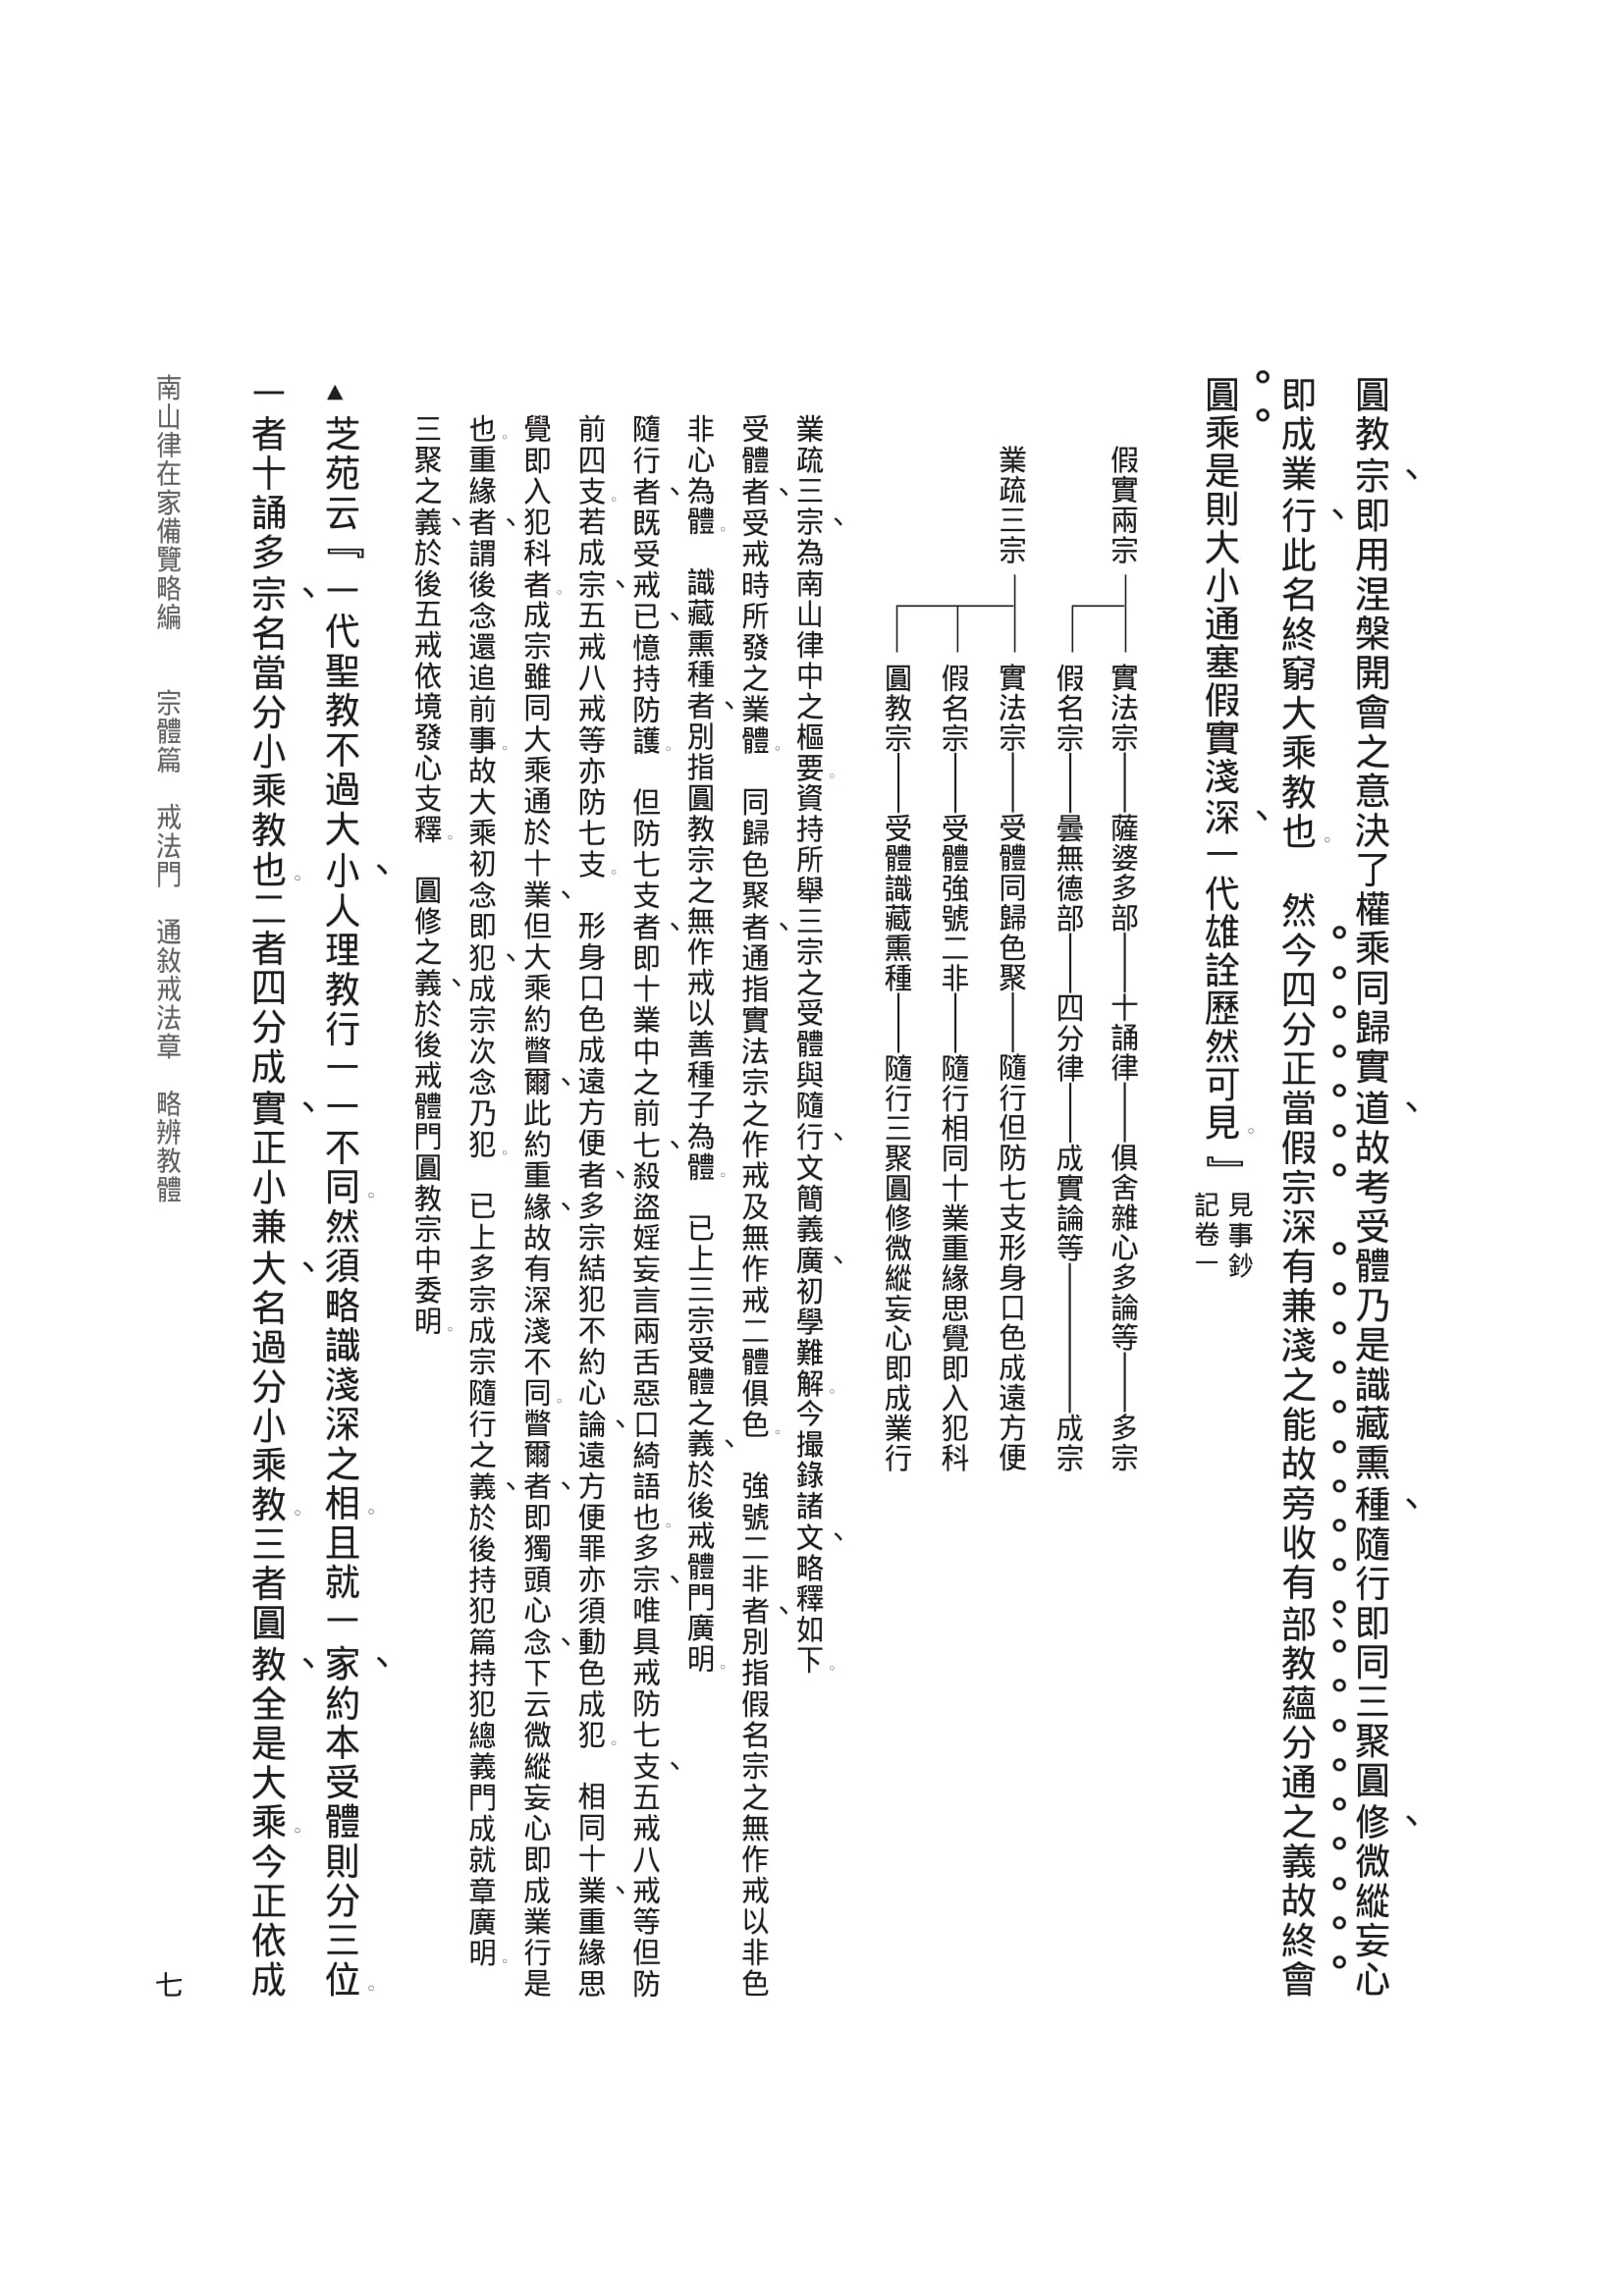 圓教宗、即用涅槃開會之意決了權乘同歸實道、故考受體乃是識藏熏種、隨行即同三聚圓修、微縱妄心
即成業行、此名終窮大乘教也。　然今四分正當假宗深有兼淺之能故旁收有部、教蘊分通之義故終會
圓乘是則大小通塞假實淺深、一代雄詮歷然可見。』見事鈔記卷一
假實兩宗
實法宗——薩婆多部——十誦律——俱舍雜心多論等——多宗
假名宗——曇無德部——四分律——成實論等————成宗
業疏三宗
實法宗——受體同歸色聚——隨行但防七支形身口色成遠方便
假名宗——受體強號二非——隨行相同十業重緣思覺即入犯科
圓教宗——受體識藏熏種——隨行三聚圓修微縱妄心即成業行
業疏三宗、為南山律中之樞要。資持所舉三宗之受體與隨行、文簡義廣、初學難解。今撮錄諸文、略釋如下。
受體者、受戒時所發之業體。　同歸色聚者、通指實法宗之作戒及無作戒二體俱色。　強號二非者、別指假名宗之無作戒以非色
非心為體。　識藏熏種者、別指圓教宗之無作戒以善種子為體。　已上三宗受體之義、於後戒體門廣明。
隨行者、既受戒已、憶持防護。　但防七支者、即十業中之前七、殺盜婬妄言兩舌惡口綺語也。多宗、唯具戒防七支、五戒八戒等但防
前四支。若成宗、五戒八戒等亦防七支。　形身口色成遠方便者、多宗結犯不約心論、遠方便罪亦須動色成犯。　相同十業、重緣思
覺即入犯科者。成宗雖同大乘通於十業、但大乘約瞥爾、此約重緣、故有深淺不同。瞥爾者、即獨頭心念、下云微縱妄心即成業行是
也。重緣者、謂後念還追前事。故大乘初念即犯、成宗次念乃犯。　已上多宗成宗隨行之義、於後持犯篇持犯總義門成就章廣明。
三聚之義、於後五戒依境發心支釋。　圓修之義、於後戒體門圓教宗中委明。
▲芝苑云『一代聖教不過大小、人理教行一一不同。然須略識淺深之相。且就一家、約本受體則分三位。
一者十誦多宗、名當分小乘教也。二者四分成實、正小兼大、名過分小乘教。三者圓教、全是大乘。今正依成
南山律在家備覽略編　宗體篇　戒法門　通敘戒法章　略辨教體
七